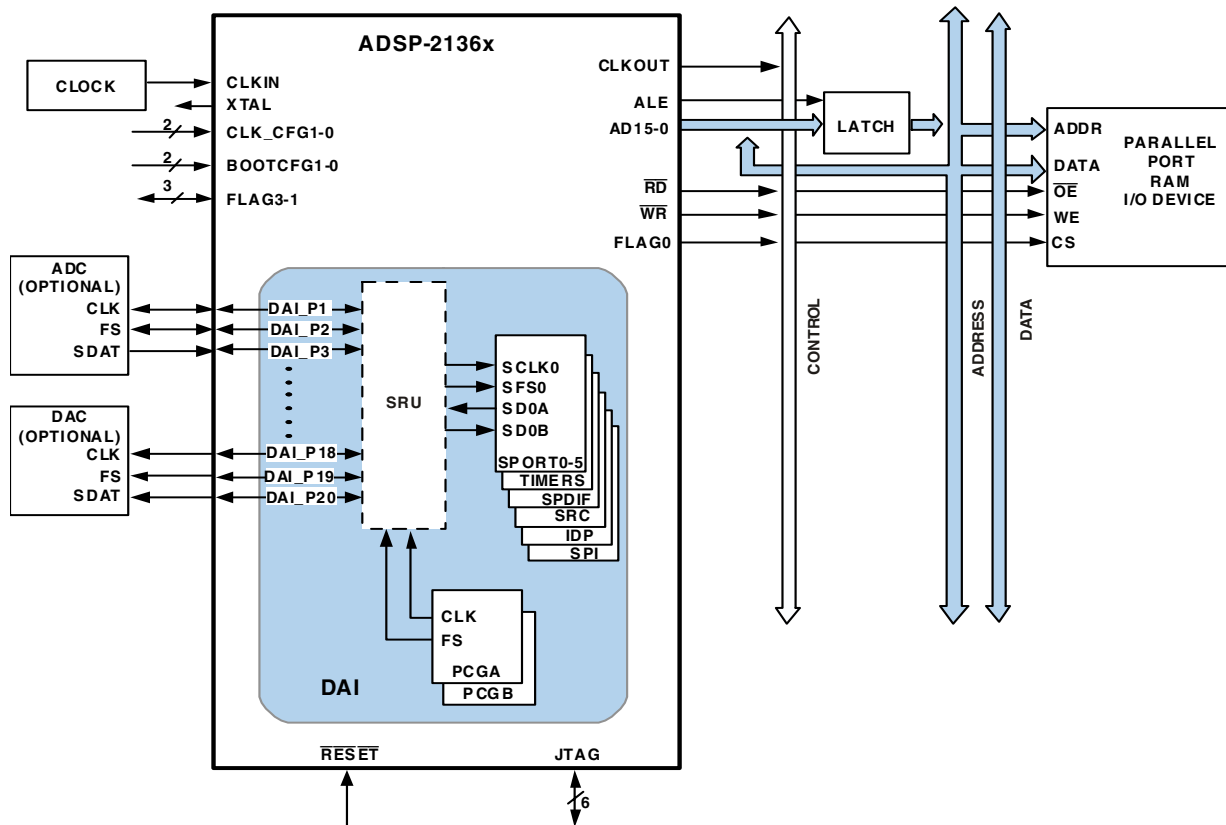 ADSP-2136x
CLOCK
CLKIN
XTAL
2
CLK_CFG1-0
2
BOOTCFG1-0
3
FLAG3-1
CLKOUT
ALE
AD15-0
LATCH
RD
WR
FLAG0
ADDR
DATA
OE
WE
CS
PARALLEL
PORT
RAM
I/O DEVICE
CONTROL
ADDRESS
DATA
ADC
(OPTIONAL)
CLK
FS
SDAT
DAI_P1
DAI_P2
DAI_P3
DAC
(OPTIONAL)
CLK
FS
SDAT
DAI_P18
DAI_P19
DAI_P20
SRU
SCLK0
SFS0
SD0A
SD0B
SPORT0-5
TIMERS
SPDIF
SRC
IDP
SPI
CLK
FS
PCGA
PCGB
DAI
RESET
JTAG
6